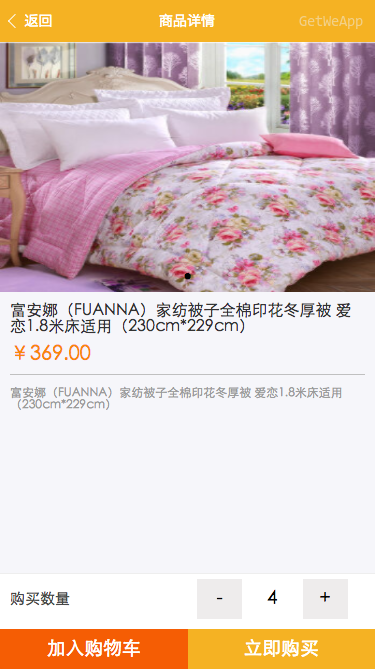 返回
商品详情
GetWeApp
富安娜（FUANNA）家纺被子全棉印花冬厚被 爱
恋1.8米床适用（230cm*229cm）
￥369.00
富安娜（FUANNA）家纺被子全棉印花冬厚被 爱恋1.8米床适用
（230cm*229cm）
购买数量
-
4
+
加入购物车
立即购买